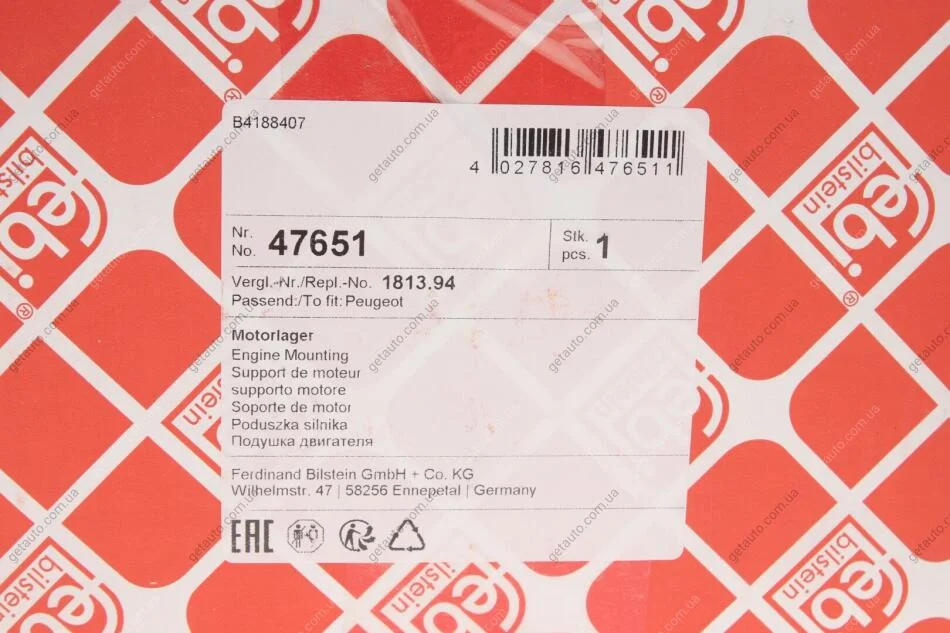 B4188407
4 027816 476511
Nr.
No. 47651
Stk.
pcs. 1
Vergl.-Nr./Repl.-No. 1813.94
Passend:/To fit: Peugeot
Motorlager
Engine Mounting
Support de moteur
supporto motore
Soporte de motor
Poduszka silnika
Подушка двигателя
Ferdinand Bilstein GmbH + Co. KG
Wilhelmstr. 47 | 58256 Ennepetal | Germany
EAC
febi
bilstein
getauto.com.ua